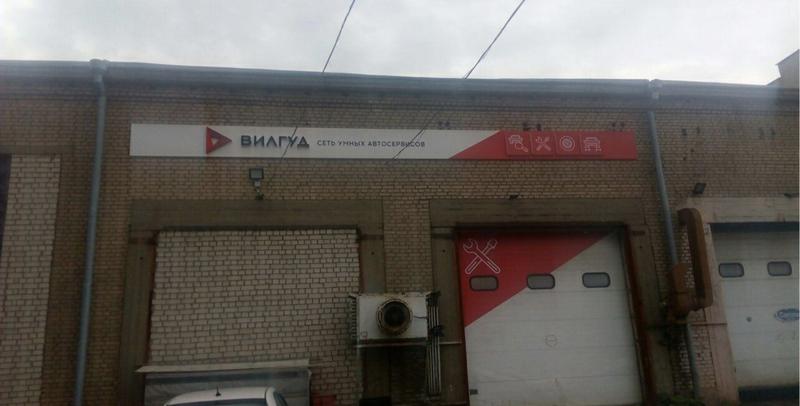 ВИЛГУД СЕТЬ УМНЫХ АВТОСЕРВИСОВ